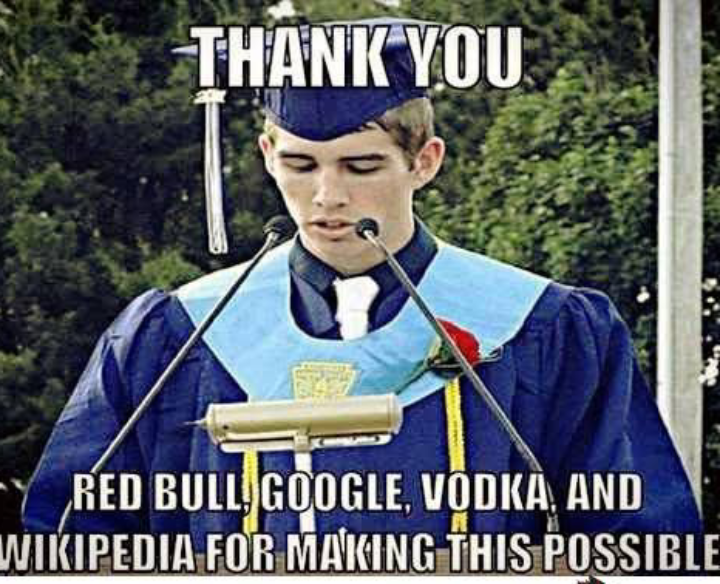 THANK YOU
RED BULL, GOOGLE, VODKA, AND
WIKIPEDIA FOR MAKING THIS POSSIBLE